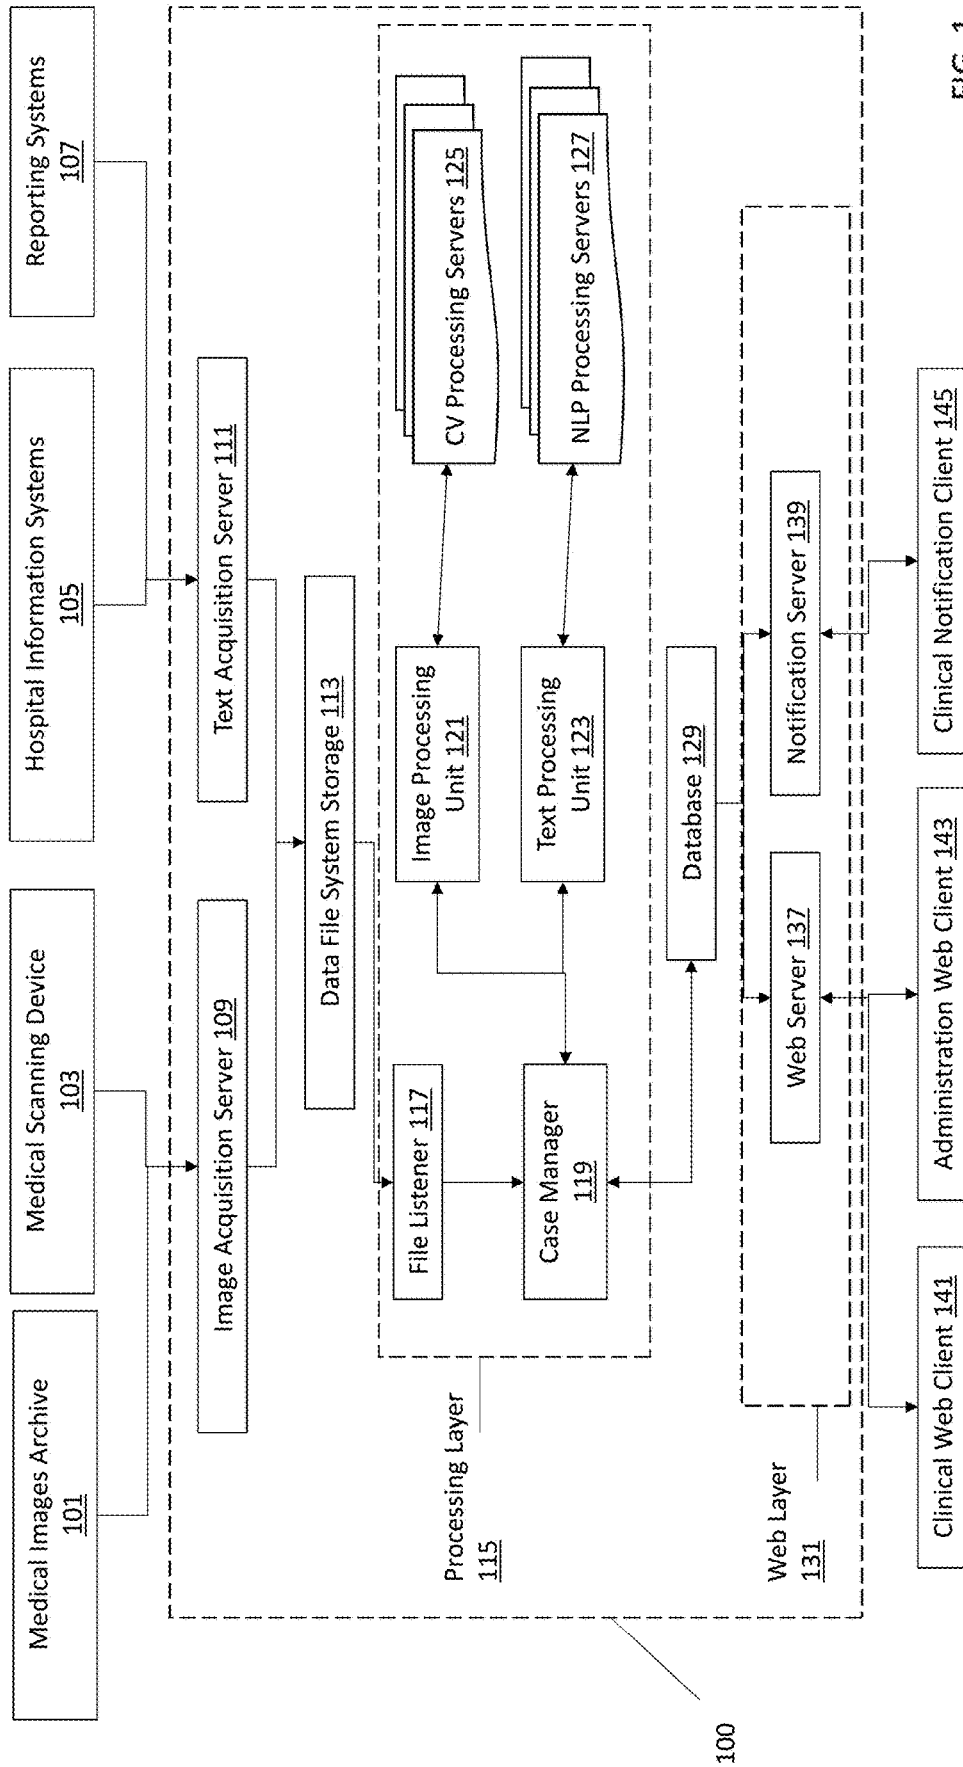 Medical Images Archive
101
Medical Scanning Device
103
Hospital Information Systems
105
Reporting Systems
107
Image Acquisition Server 109
Text Acquisition Server 111
Data File System Storage 113
Processing Layer
115
File Listener 117
Case Manager
119
Image Processing
Unit 121
Text Processing
Unit 123
CV Processing Servers 125
NLP Processing Servers 127
Database 129
Web Layer
131
Web Server 137
Notification Server 139
Clinical Web Client 141
Administration Web Client 143
Clinical Notification Client 145
100
FIG. 1